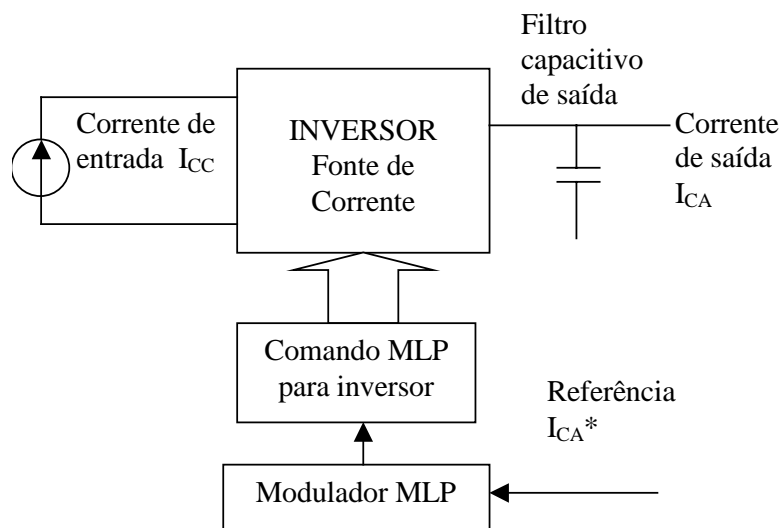 Filtro
capacitivo
de saída
Corrente de
entrada I_CC
INVERSOR
Fonte de
Corrente
Corrente
de saída
I_CA
Comando MLP
para inversor
Referência
I_CA*
Modulador MLP